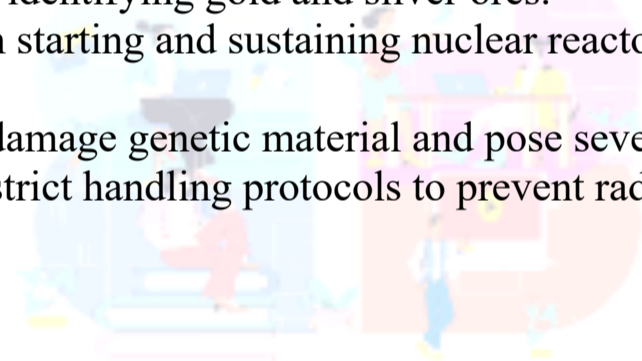 identifying gold and silver ores.
starting and sustaining nuclear reacto
damage genetic material and pose seve
strict handling protocols to prevent rad
14